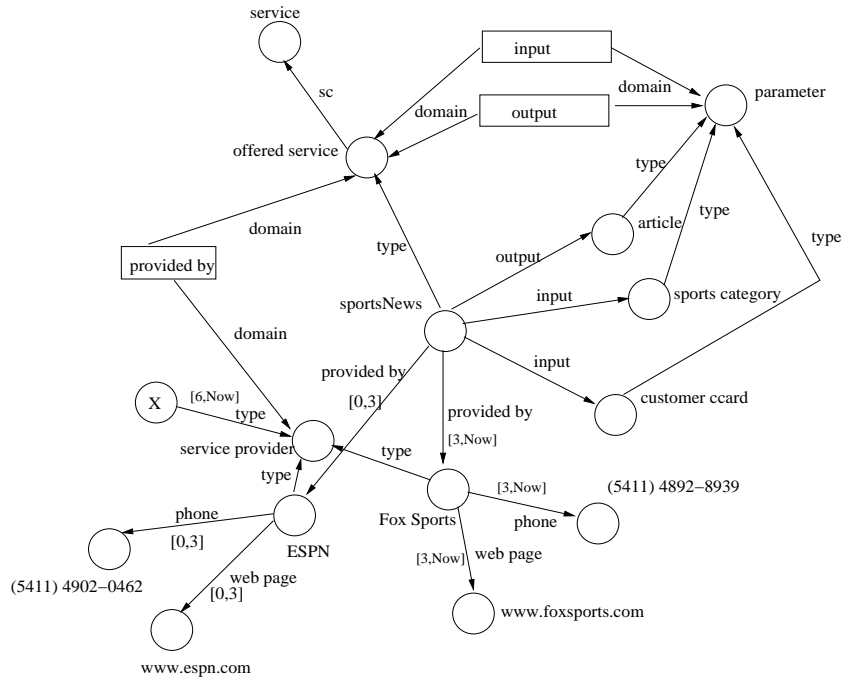 service
input
sc
domain
parameter
domain
output
offered service
type
type
article
domain
type
type
output
provided by
input
sports category
sportsNews
domain
input
provided by
[0,3]
customer ccard
X
[6,Now]
type
provided by
[3,Now]
service provider
type
type
[3,Now]
(5411) 4892−8939
phone
Fox Sports
phone
[0,3]
ESPN
[3,Now]
web page
web page
[0,3]
(5411) 4902−0462
www.foxsports.com
www.espn.com